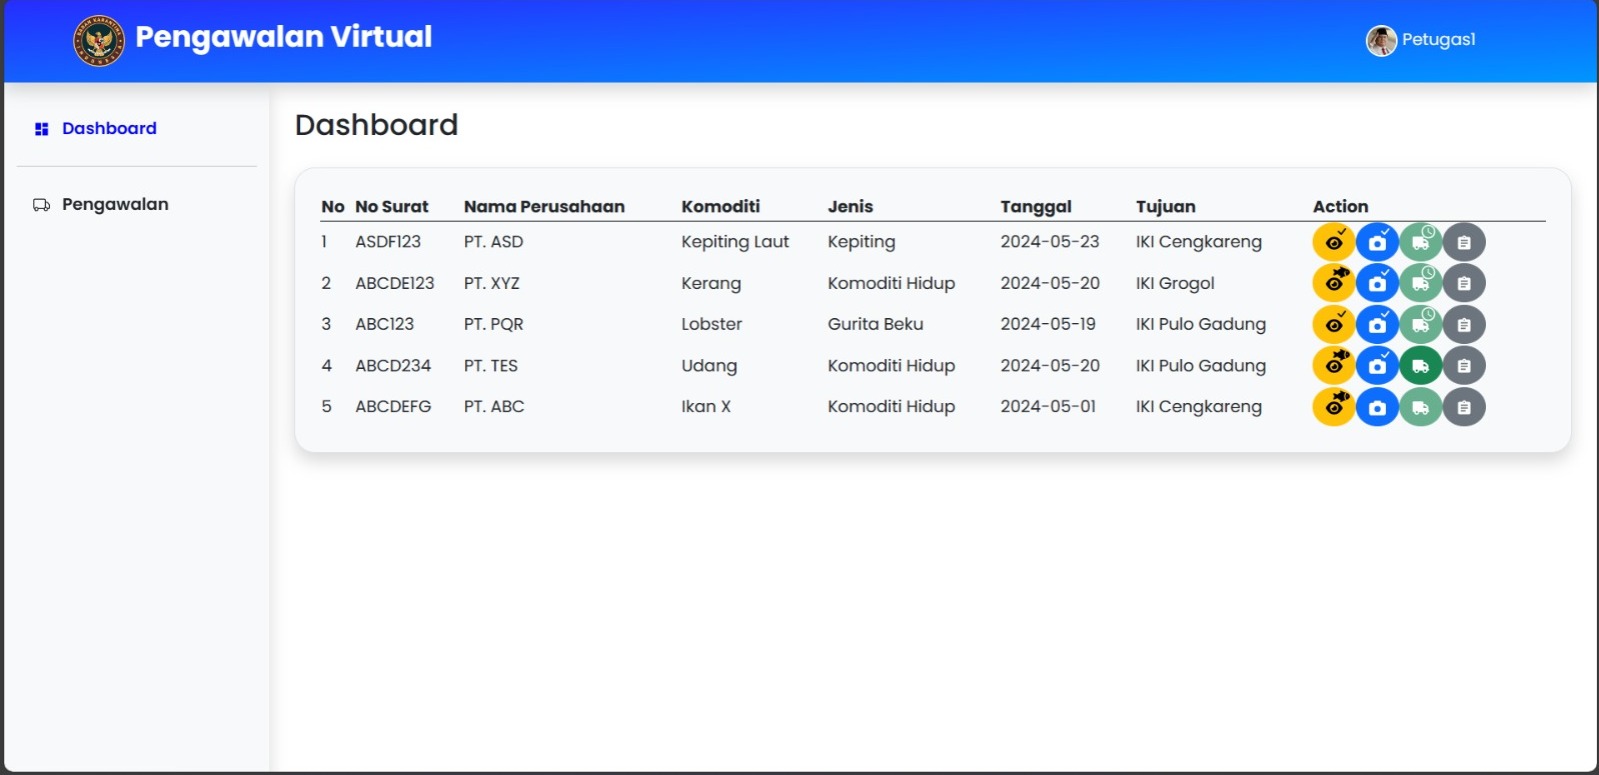 Pengawalan Virtual
Petugas1
Dashboard
Pengawalan
Dashboard
No No Surat Nama Perusahaan Komoditi Jenis Tanggal Tujuan Action
1 ASDF123 PT. ASD Kepiting Laut Kepiting 2024-05-23 IKI Cengkareng
2 ABCDE123 PT. XYZ Kerang Komoditi Hidup 2024-05-20 IKI Grogol
3 ABC123 PT. PQR Lobster Gurita Beku 2024-05-19 IKI Pulo Gadung
4 ABCD234 PT. TES Udang Komoditi Hidup 2024-05-20 IKI Pulo Gadung
5 ABCDEFG PT. ABC Ikan X Komoditi Hidup 2024-05-01 IKI Cengkareng